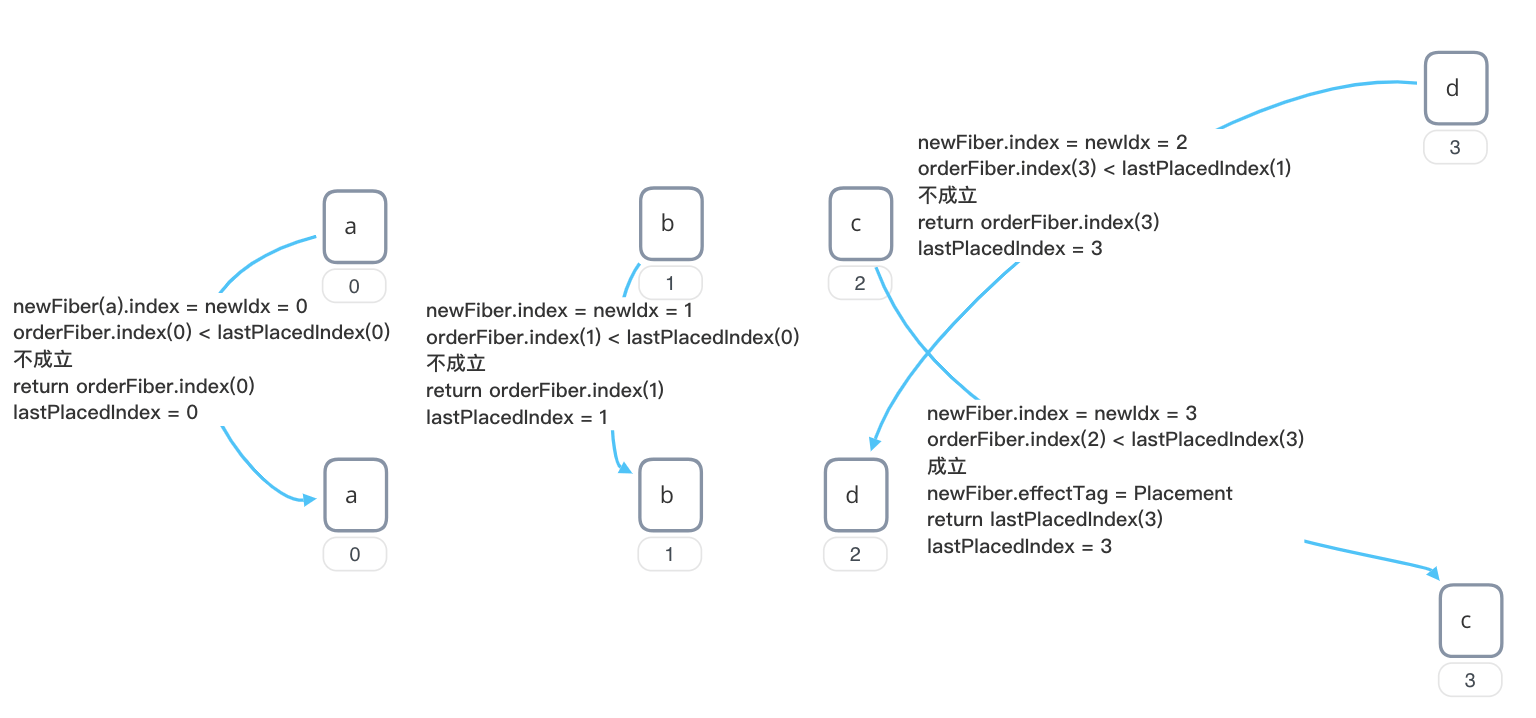 a
0
newFiber(a).index = newIdx = 0
orderFiber.index(0) < lastPlacedIndex(0)
不成立
return orderFiber.index(0)
lastPlacedIndex = 0
a
0
b
1
newFiber.index = newIdx = 1
orderFiber.index(1) < lastPlacedIndex(0)
不成立
return orderFiber.index(1)
lastPlacedIndex = 1
b
1
c
2
d
3
newFiber.index = newIdx = 2
orderFiber.index(3) < lastPlacedIndex(1)
不成立
return orderFiber.index(3)
lastPlacedIndex = 3
d
2
newFiber.index = newIdx = 3
orderFiber.index(2) < lastPlacedIndex(3)
成立
newFiber.effectTag = Placement
return lastPlacedIndex(3)
lastPlacedIndex = 3
c
3